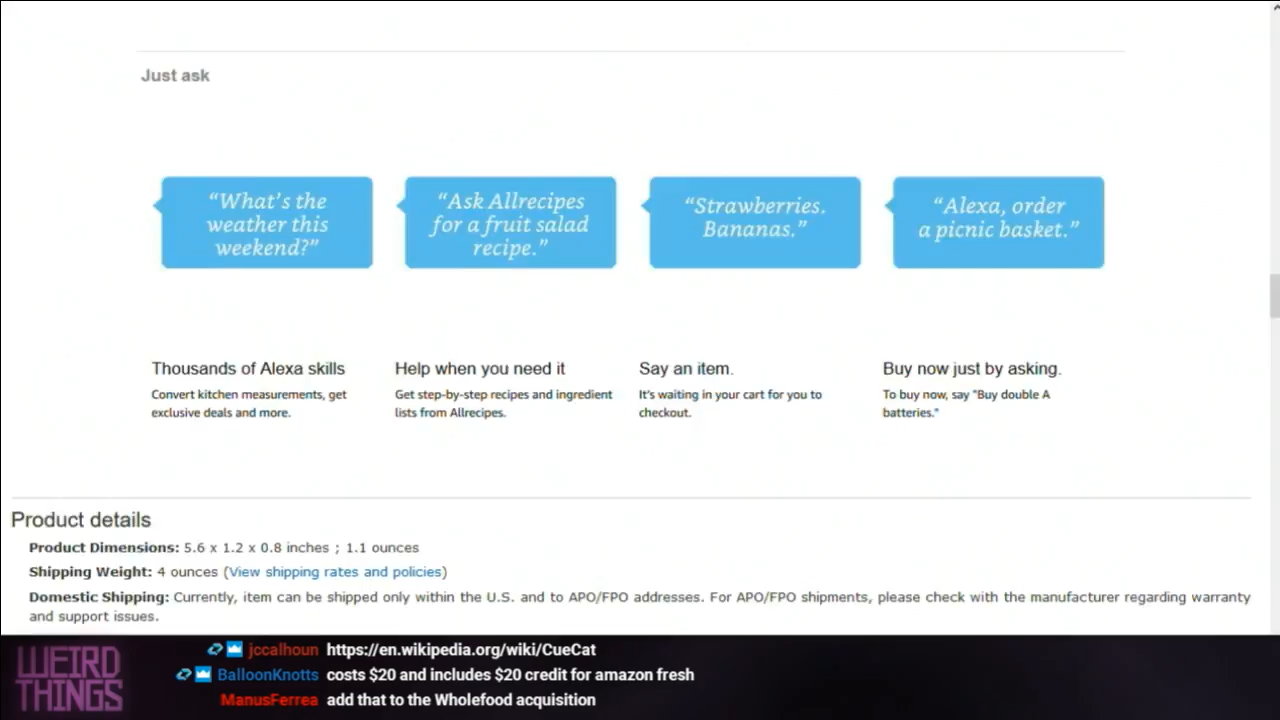 Just ask
“What's the
weather this
weekend?”
“Ask Allrecipes
for a fruit salad
recipe.”
“Strawberries.
Bananas.”
“Alexa, order
a picnic basket.”
Thousands of Alexa skills
Convert kitchen measurements, get
exclusive deals and more.
Help when you need it
Get step-by-step recipes and ingredient
lists from Allrecipes.
Say an item.
It's waiting in your cart for you to
checkout.
Buy now just by asking.
To buy now, say "Buy double A
batteries."
Product details
Product Dimensions: 5.6 x 1.2 x 0.8 inches ; 1.1 ounces
Shipping Weight: 4 ounces (View shipping rates and policies)
Domestic Shipping: Currently, item can be shipped only within the U.S. and to APO/FPO addresses. For APO/FPO shipments, please check with the manufacturer regarding warranty
and support issues.
WEIRD
THINGS
jccalhoun https://en.wikipedia.org/wiki/CueCat
BalloonKnotts costs $20 and includes $20 credit for amazon fresh
ManusFerrea add that to the Wholefood acquisition